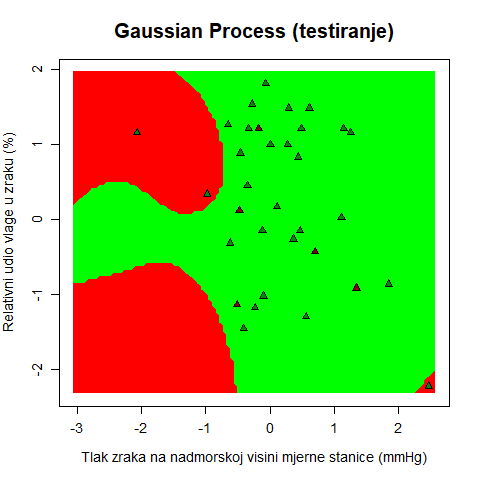 Gaussian Process (testiranje)
Relativni udio vlage u zraku (%)
2
1
0
-1
-2
-3 -2 -1 0 1 2
Tlak zraka na nadmorskoj visini mjerne stanice (mmHg)